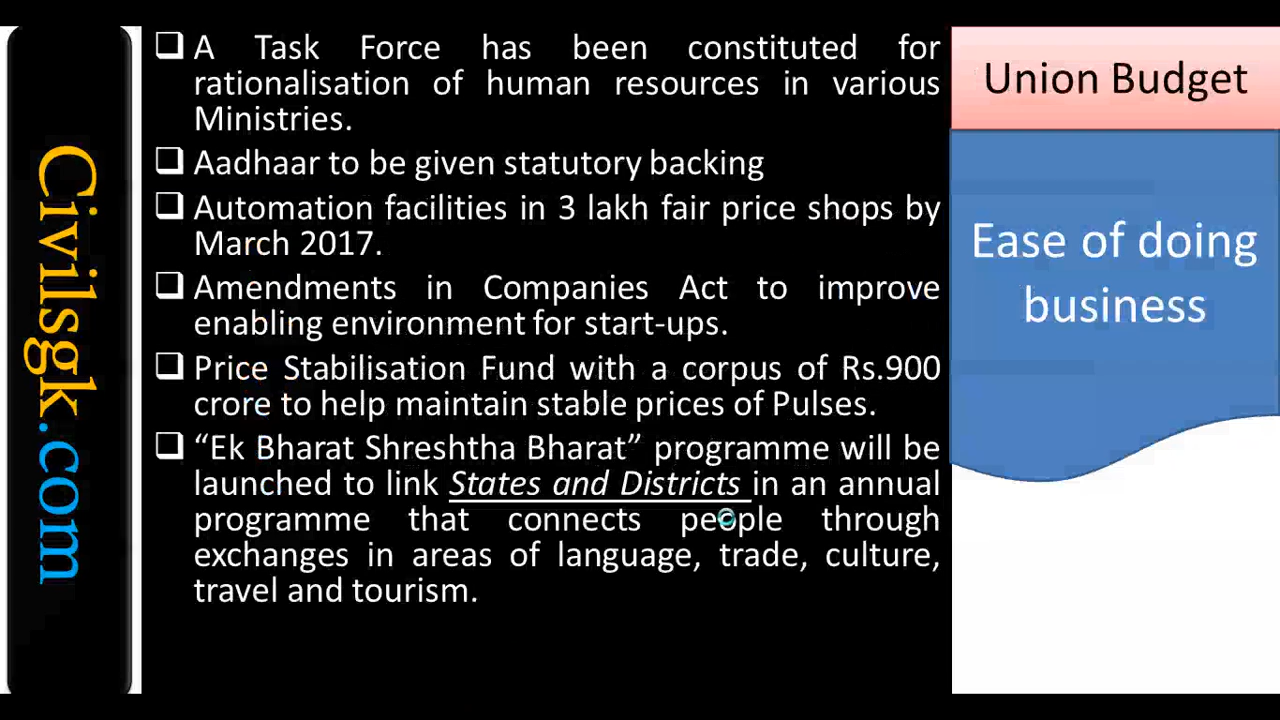 Civilsgk.com
❑ A Task Force has been constituted for
rationalisation of human resources in various
Ministries.
❑ Aadhaar to be given statutory backing
❑ Automation facilities in 3 lakh fair price shops by
March 2017.
❑ Amendments in Companies Act to improve
enabling environment for start-ups.
❑ Price Stabilisation Fund with a corpus of Rs.900
crore to help maintain stable prices of Pulses.
❑ “Ek Bharat Shreshtha Bharat” programme will be
launched to link States and Districts in an annual
programme that connects people through
exchanges in areas of language, trade, culture,
travel and tourism.
Union Budget
Ease of doing
business